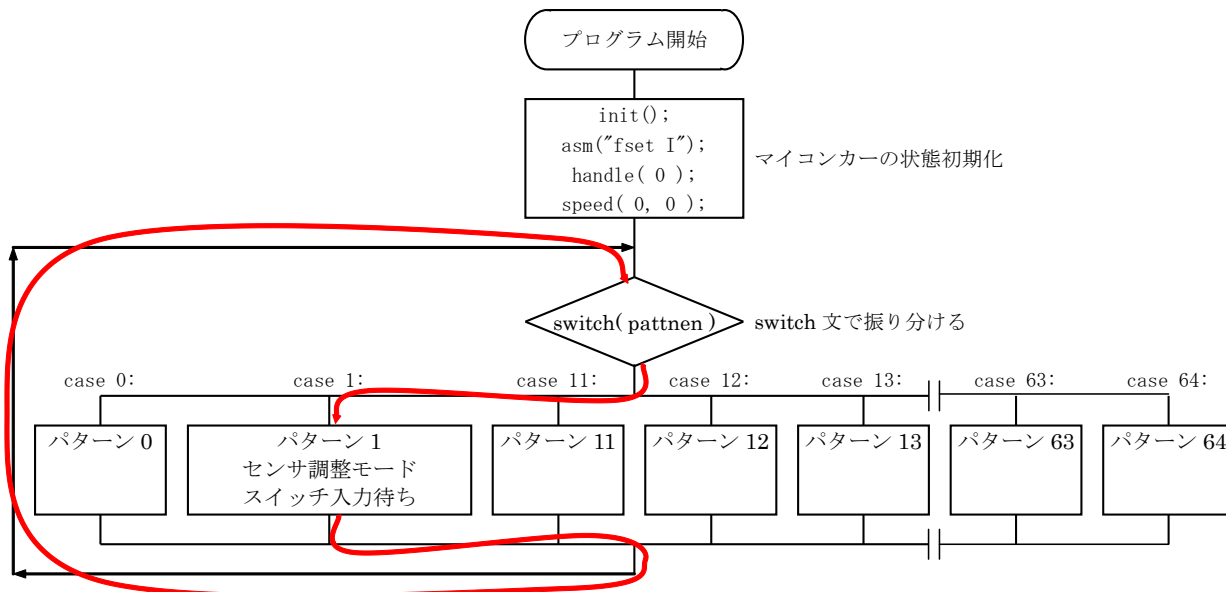 プログラム開始
init();
asm("fset I");
handle( 0 );
speed( 0, 0 );
マイコンカーの状態初期化
switch( pattnen )
switch 文で振り分ける
case 0:
case 1:
case 11:
case 12:
case 13:
case 63:
case 64:
パターン 0
パターン 1
センサ調整モード
スイッチ入力待ち
パターン 11
パターン 12
パターン 13
パターン 63
パターン 64